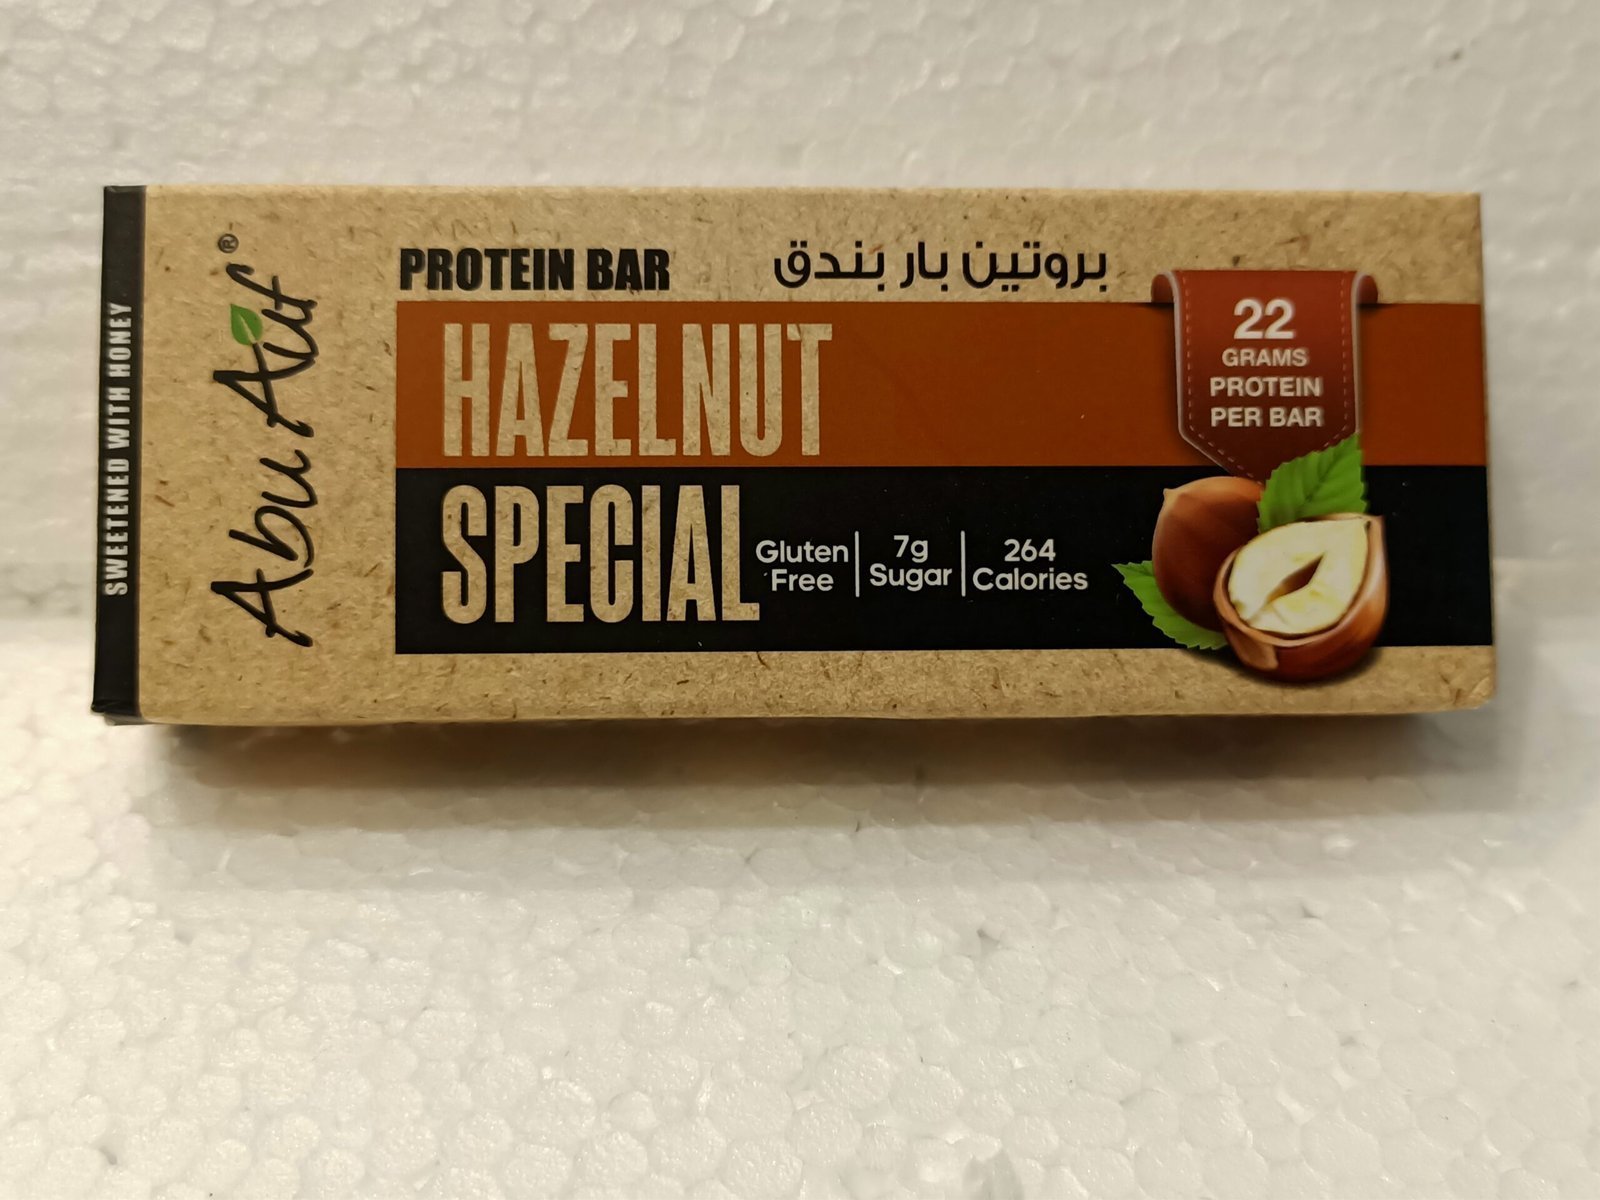 SWEETENED WITH HONEY
Abu Auf®
PROTEIN BAR
بروتين بار بندق
HAZELNUT
SPECIAL
Gluten
Free
7g
Sugar
264
Calories
22
GRAMS
PROTEIN
PER BAR